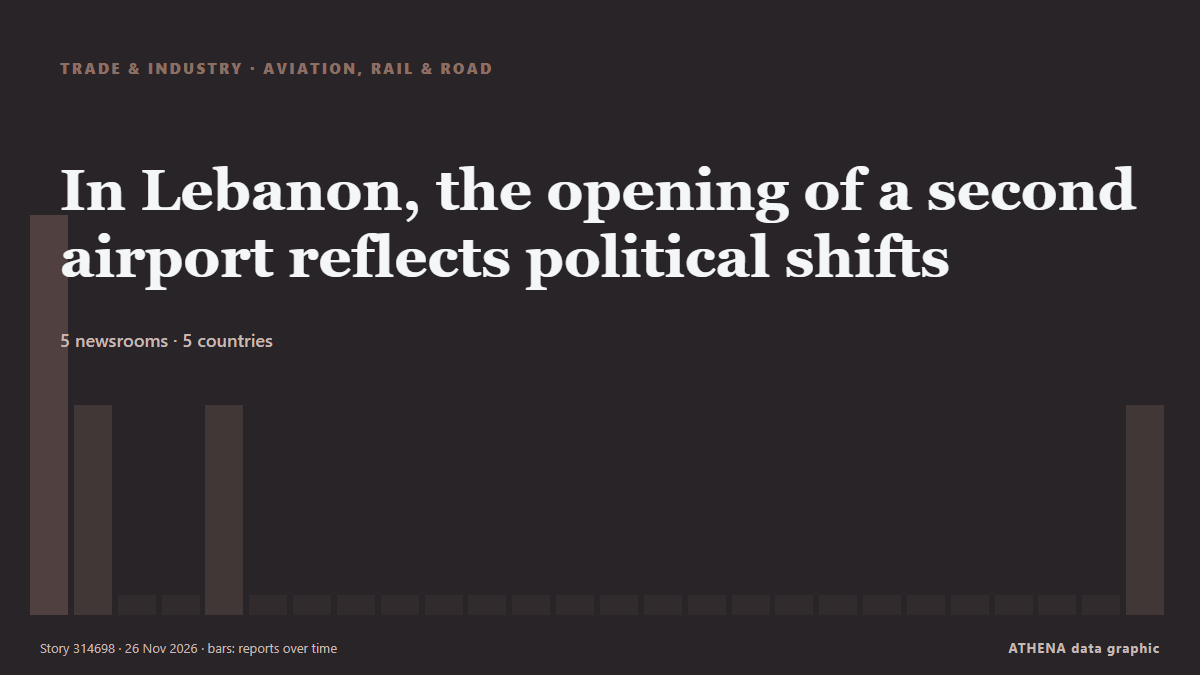 TRADE & INDUSTRY · AVIATION, RAIL & ROAD
In Lebanon, the opening of a second
airport reflects political shifts
5 newsrooms · 5 countries
Story 314698 · 26 Nov 2026 · bars: reports over time
ATHENA data graphic